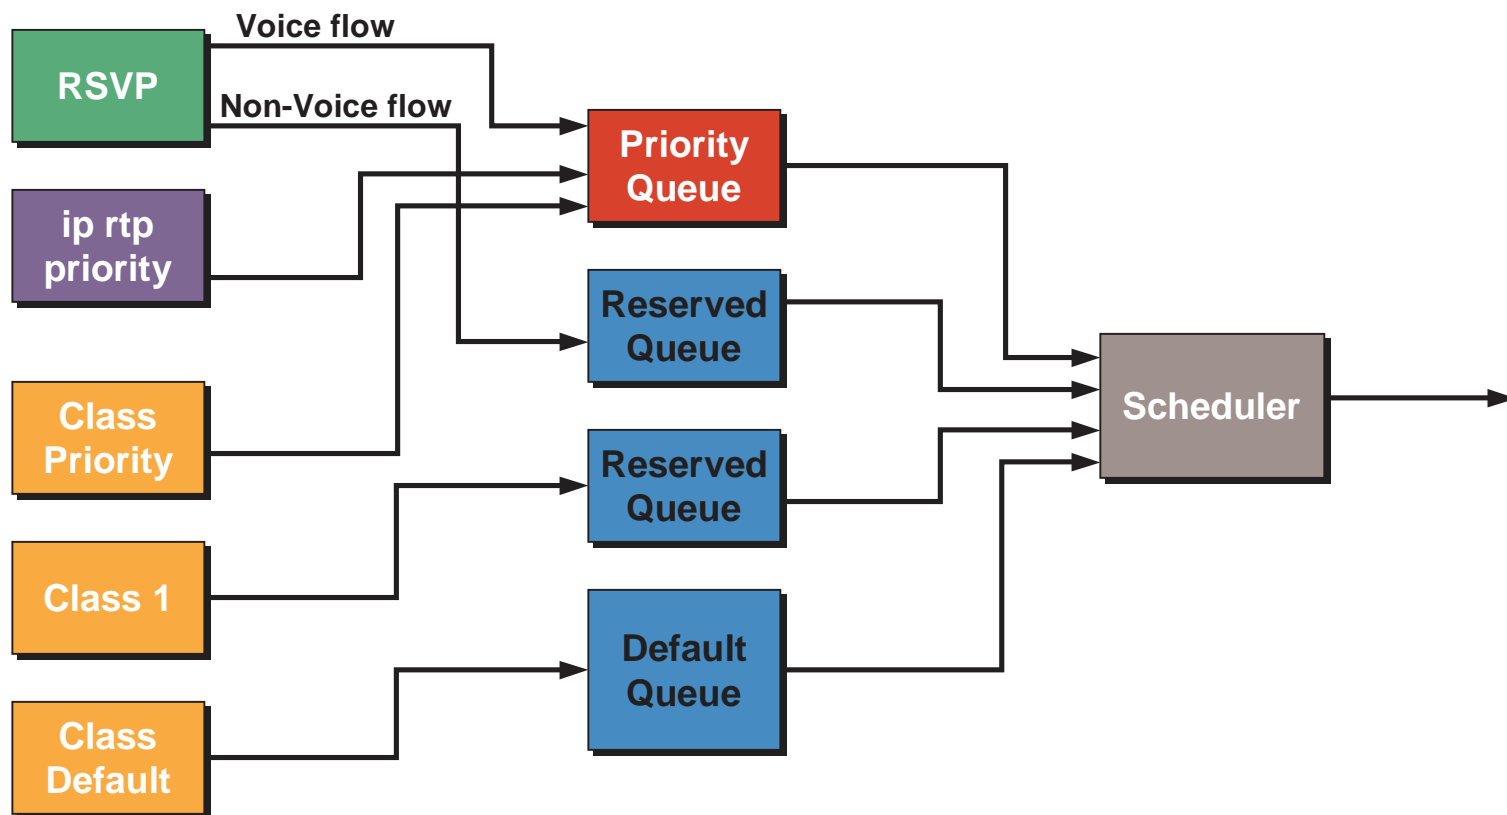 Voice flow
RSVP
Non-Voice flow
Priority
Queue
ip rtp
priority
Reserved
Queue
Class
Priority
Scheduler
Reserved
Queue
Class 1
Default
Queue
Class
Default